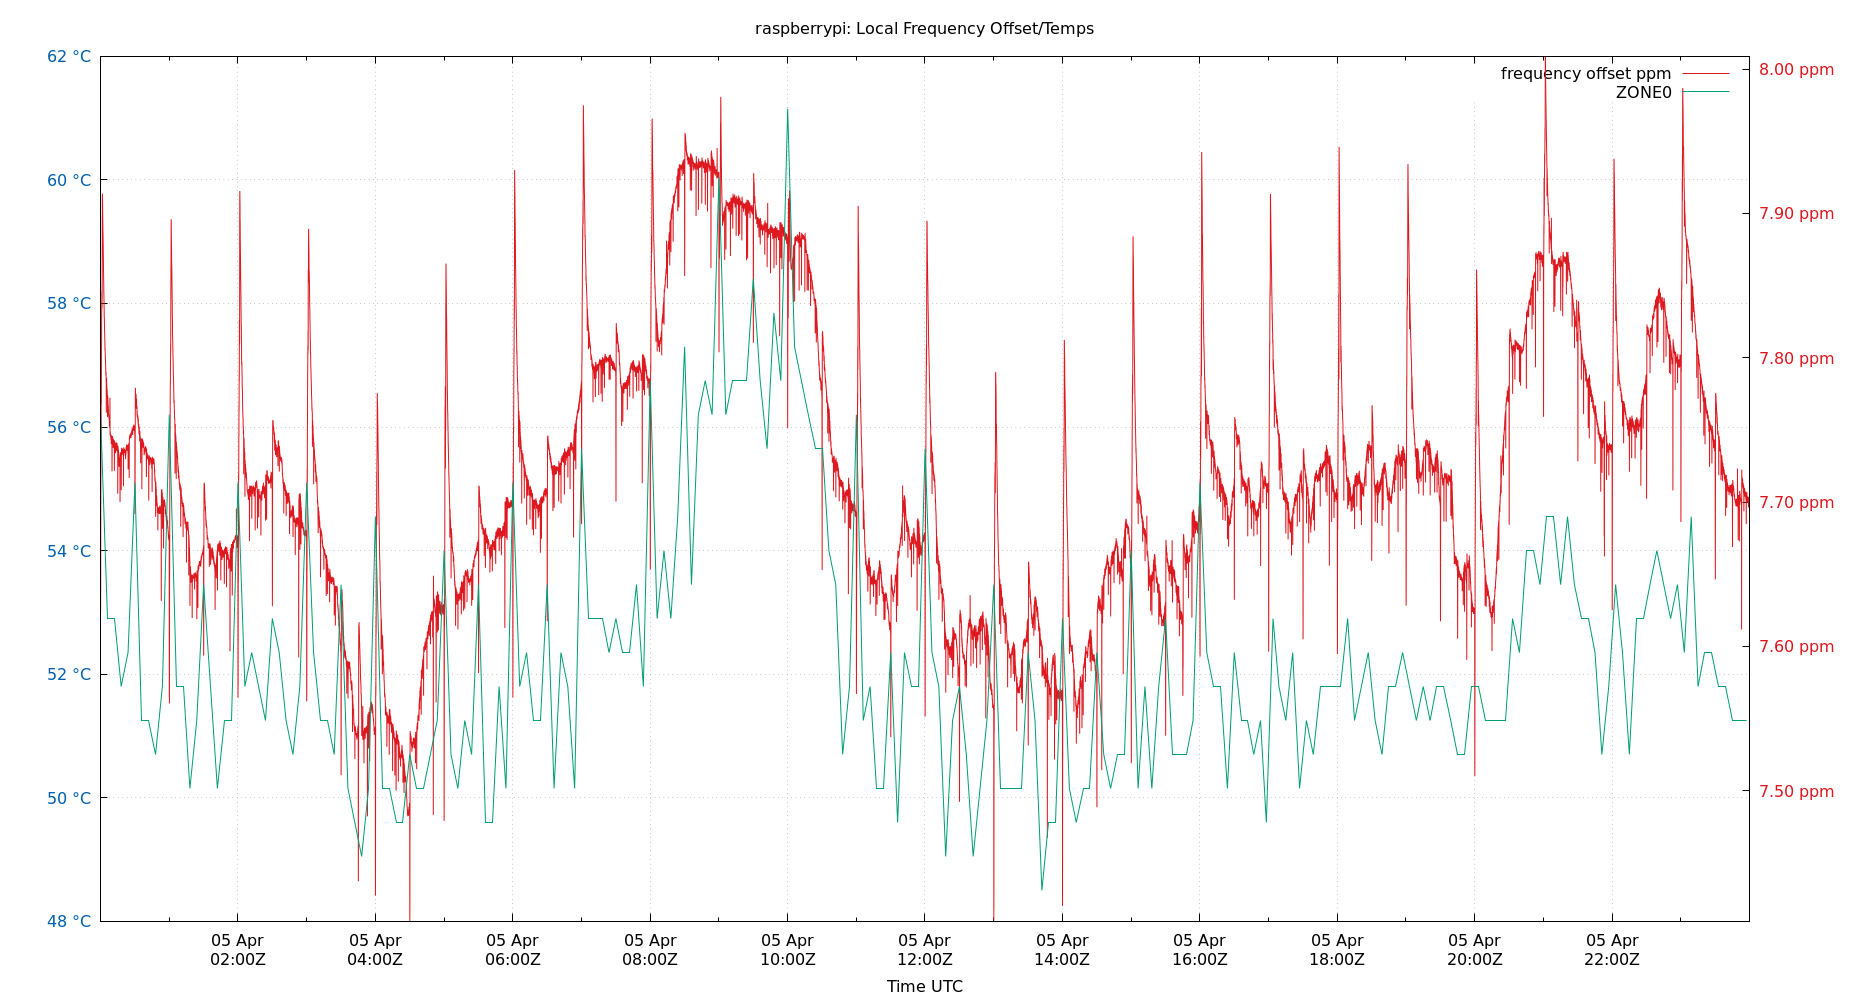 raspberrypi: Local Frequency Offset/Temps
62 °C
60 °C
58 °C
56 °C
54 °C
52 °C
50 °C
48 °C
frequency offset ppm
ZONE0
8.00 ppm
7.90 ppm
7.80 ppm
7.70 ppm
7.60 ppm
7.50 ppm
05 Apr
02:00Z
05 Apr
04:00Z
05 Apr
06:00Z
05 Apr
08:00Z
05 Apr
10:00Z
05 Apr
12:00Z
05 Apr
14:00Z
05 Apr
16:00Z
05 Apr
18:00Z
05 Apr
20:00Z
05 Apr
22:00Z
Time UTC